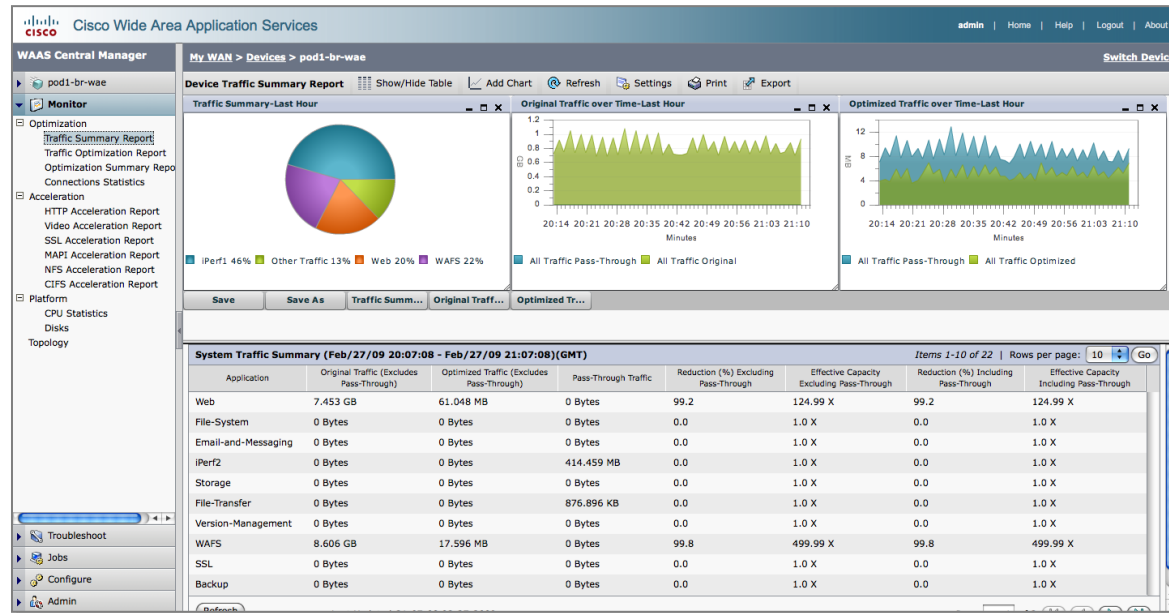 CISCO
Cisco Wide Area Application Services
admin | Home | Help | Logout | About
WAAS Central Manager
My WAN > Devices > pod1-br-wae
Switch Devic
pod1-br-wae
Monitor
Optimization
Traffic Summary Report
Traffic Optimization Report
Optimization Summary Repo
Connections Statistics
Acceleration
HTTP Acceleration Report
Video Acceleration Report
SSL Acceleration Report
MAPI Acceleration Report
NFS Acceleration Report
CIFS Acceleration Report
Platform
CPU Statistics
Disks
Topology
Troubleshoot
Jobs
Configure
Admin
Device Traffic Summary Report Show/Hide Table Add Chart Refresh Settings Print Export
Traffic Summary-Last Hour
iPerf1 46% Other Traffic 13% Web 20% WAFS 22%
Original Traffic over Time-Last Hour
1.2
1
0.8
0.6
0.4
0.2
0
GB
20:14 20:21 20:28 20:35 20:42 20:49 20:56 21:03 21:10
Minutes
All Traffic Pass-Through All Traffic Original
Optimized Traffic over Time-Last Hour
12
8
4
0
MB
20:14 20:21 20:28 20:35 20:42 20:49 20:56 21:03 21:10
Minutes
All Traffic Pass-Through All Traffic Optimized
Save Save As Traffic Summ... Original Traff... Optimized Tr...
System Traffic Summary (Feb/27/09 20:07:08 - Feb/27/09 21:07:08)(GMT) Items 1-10 of 22 | Rows per page: 10 Go
Application Original Traffic (Excludes Pass-Through) Optimized Traffic (Excludes Pass-Through) Pass-Through Traffic Reduction (%) Excluding Pass-Through Effective Capacity Excluding Pass-Through Reduction (%) Including Pass-Through Effective Capacity Including Pass-Through
Web 7.453 GB 61.048 MB 0 Bytes 99.2 124.99 X 99.2 124.99 X
File-System 0 Bytes 0 Bytes 0 Bytes 0.0 1.0 X 0.0 1.0 X
Email-and-Messaging 0 Bytes 0 Bytes 0 Bytes 0.0 1.0 X 0.0 1.0 X
iPerf2 0 Bytes 0 Bytes 414.459 MB 0.0 1.0 X 0.0 1.0 X
Storage 0 Bytes 0 Bytes 0 Bytes 0.0 1.0 X 0.0 1.0 X
File-Transfer 0 Bytes 0 Bytes 876.896 KB 0.0 1.0 X 0.0 1.0 X
Version-Management 0 Bytes 0 Bytes 0 Bytes 0.0 1.0 X 0.0 1.0 X
WAFS 8.606 GB 17.596 MB 0 Bytes 99.8 499.99 X 99.8 499.99 X
SSL 0 Bytes 0 Bytes 0 Bytes 0.0 1.0 X 0.0 1.0 X
Backup 0 Bytes 0 Bytes 0 Bytes 0.0 1.0 X 0.0 1.0 X
Refresh